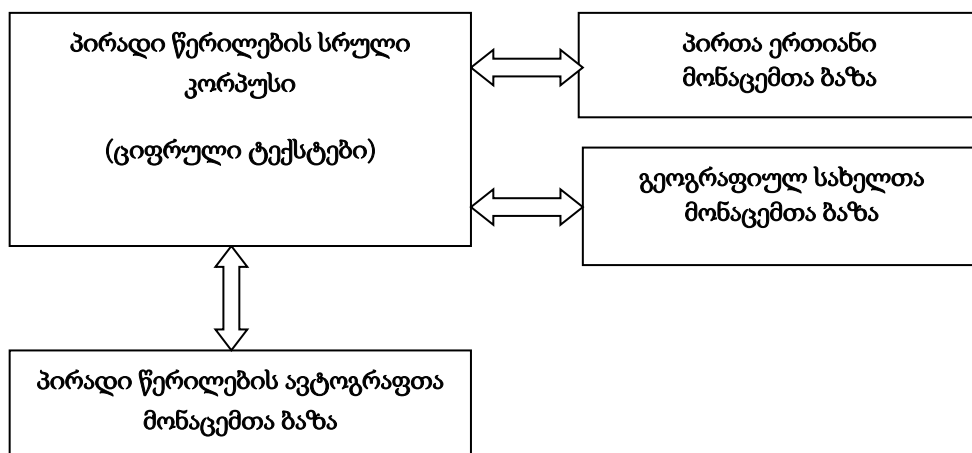 პირადი წერილების სრული
კორპუსი
(ციფრული ტექსტები)
პირთა ერთიანი
მონაცემთა ბაზა
გეოგრაფიულ სახელთა
მონაცემთა ბაზა
პირადი წერილების ავტოგრაფთა
მონაცემთა ბაზა